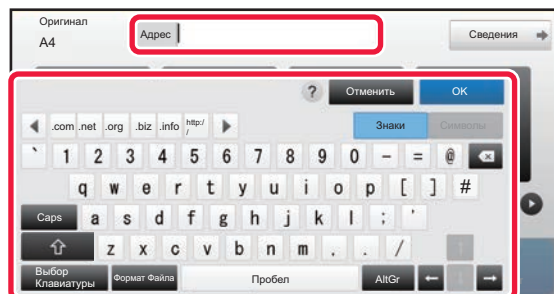 Оригинал
A4
Адрес
Сведения
? Отменить OK
.com .net .org .biz .info http:/
/
Знаки Символы
` 1 2 3 4 5 6 7 8 9 0 - = @
q w e r t y u i o p [ ] #
Caps a s d f g h j k l ; '
z x c v b n m , . /
Выбор
Клавиатуры
Формат Файла Пробел AltGr